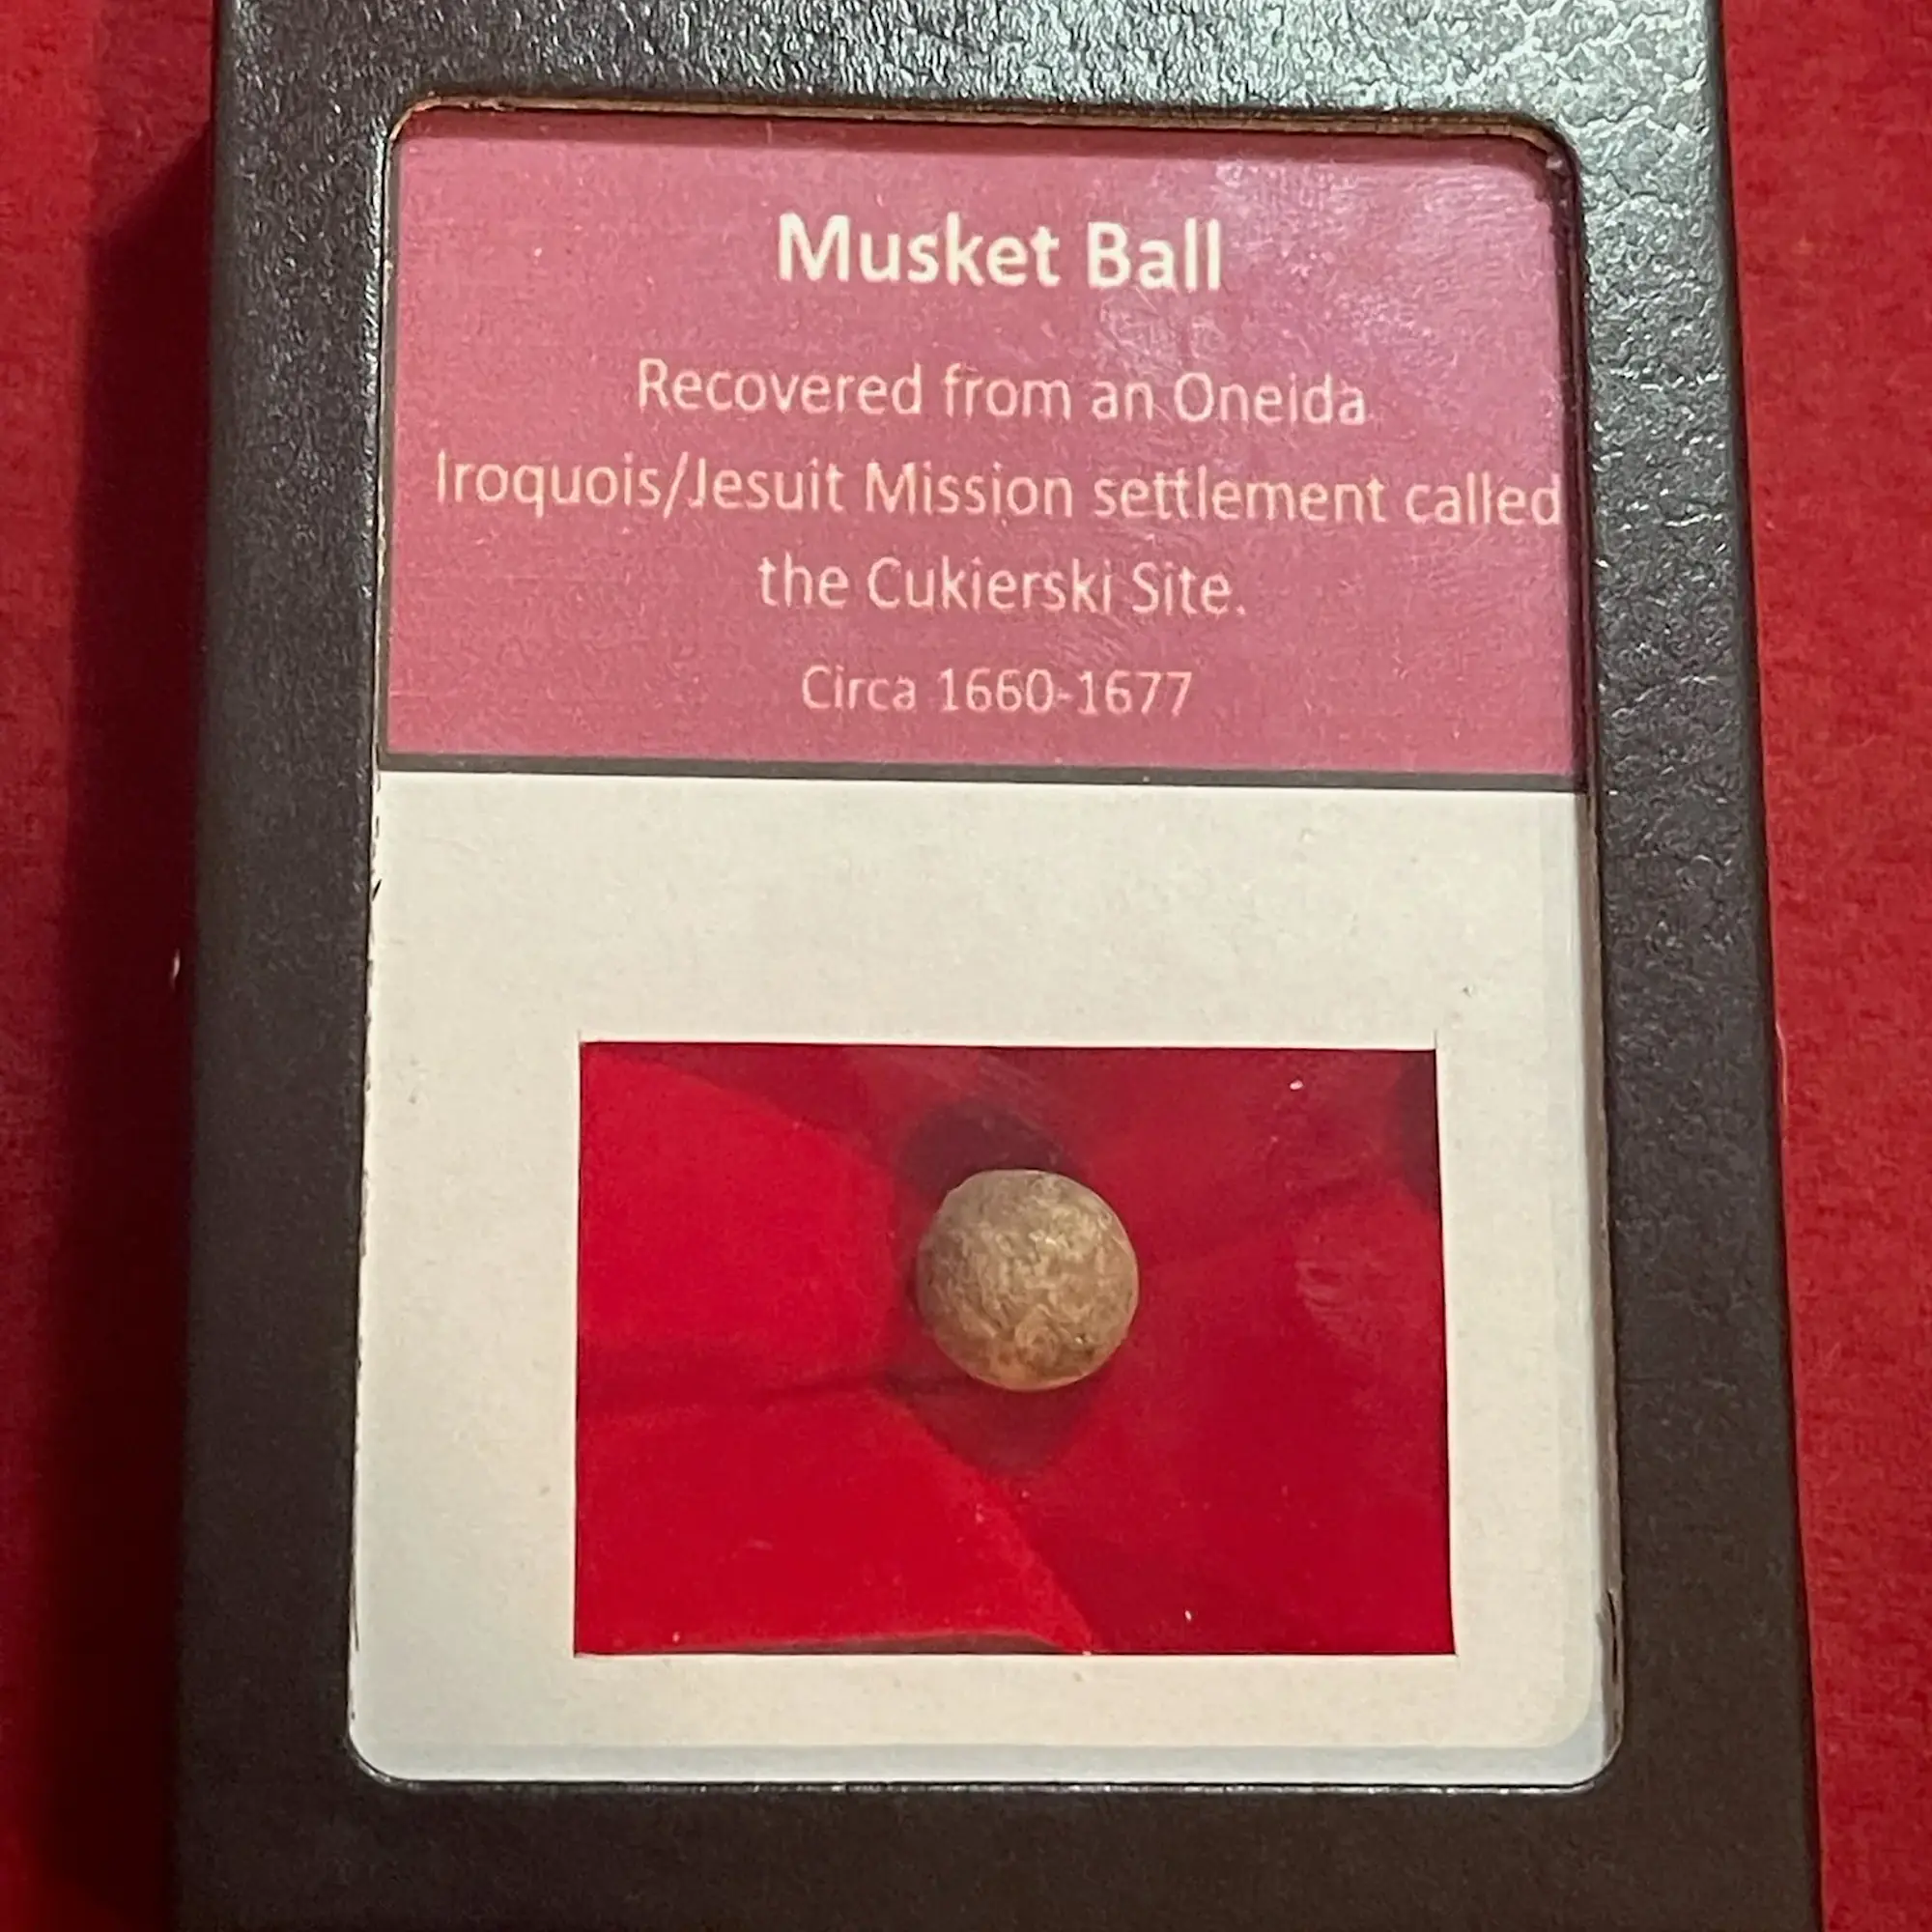 Musket Ball
Recovered from an Oneida
Iroquois/Jesuit Mission settlement called
the Cukierski Site.
Circa 1660-1677